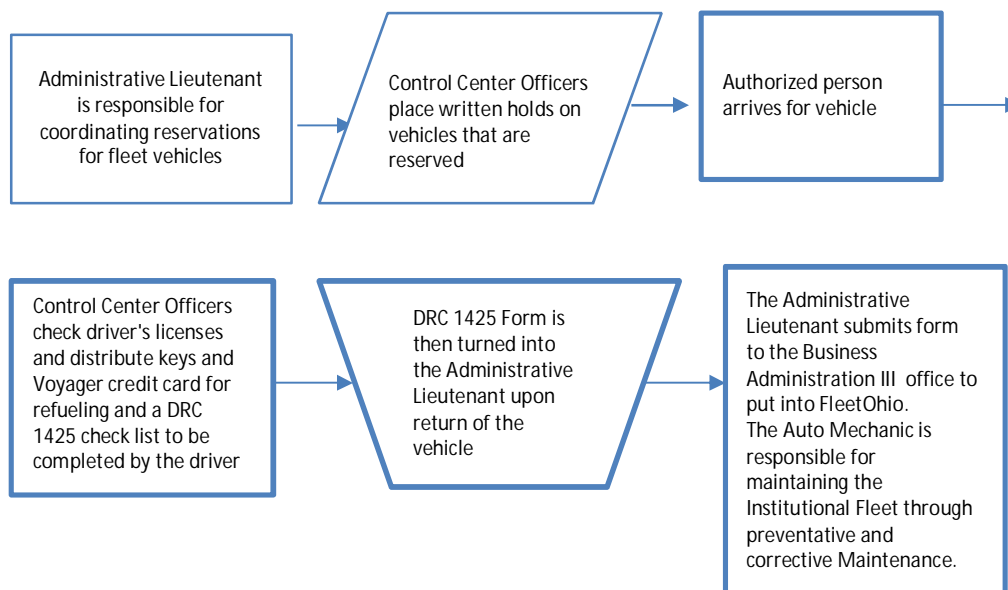 Administrative Lieutenant
is responsible for
coordinating reservations
for fleet vehicles
Control Center Officers
place written holds on
vehicles that are
reserved
Authorized person
arrives for vehicle
Control Center Officers
check driver's licenses
and distribute keys and
Voyager credit card for
refueling and a DRC
1425 check list to be
completed by the driver
DRC 1425 Form is
then turned into
the Administrative
Lieutenant upon
return of the
vehicle
The Administrative
Lieutenant submits form
to the Business
Administration III office to
put into FleetOhio.
The Auto Mechanic is
responsible for
maintaining the
Institutional Fleet through
preventative and
corrective Maintenance.